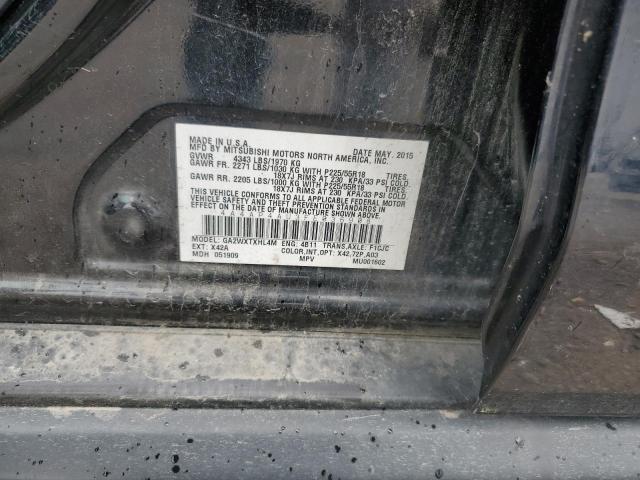 MADE IN U.S.A. DATE MAY. 2015
MFD BY MITSUBISHI MOTORS NORTH AMERICA, INC.
GVWR 4343 LBS/1970 KG
GAWR FR. 2271 LBS/1030 KG WITH P225/55R18 TIRES,
18X7J RIMS AT 230 KPA/33 PSI COLD.
GAWR RR. 2205 LBS/1000 KG WITH P225/55R18 TIRES,
18X7J RIMS AT 230 KPA/33 PSI COLD.
THIS VEHICLE CONFORMS TO ALL APPLICABLE FEDERAL MOTOR
VEHICLE SAFETY AND THEFT PREVENTION STANDARDS IN
EFFECT ON THE DATE OF MANUFACTURE SHOWN ABOVE.
MODEL: GA2WXTXHL4M ENG: 4B11 TRANS,AXLE: F1CJC
EXT: X42A COLOR,INT,OPT: X42,72P,A03
MDH 051909 MPV MU001602